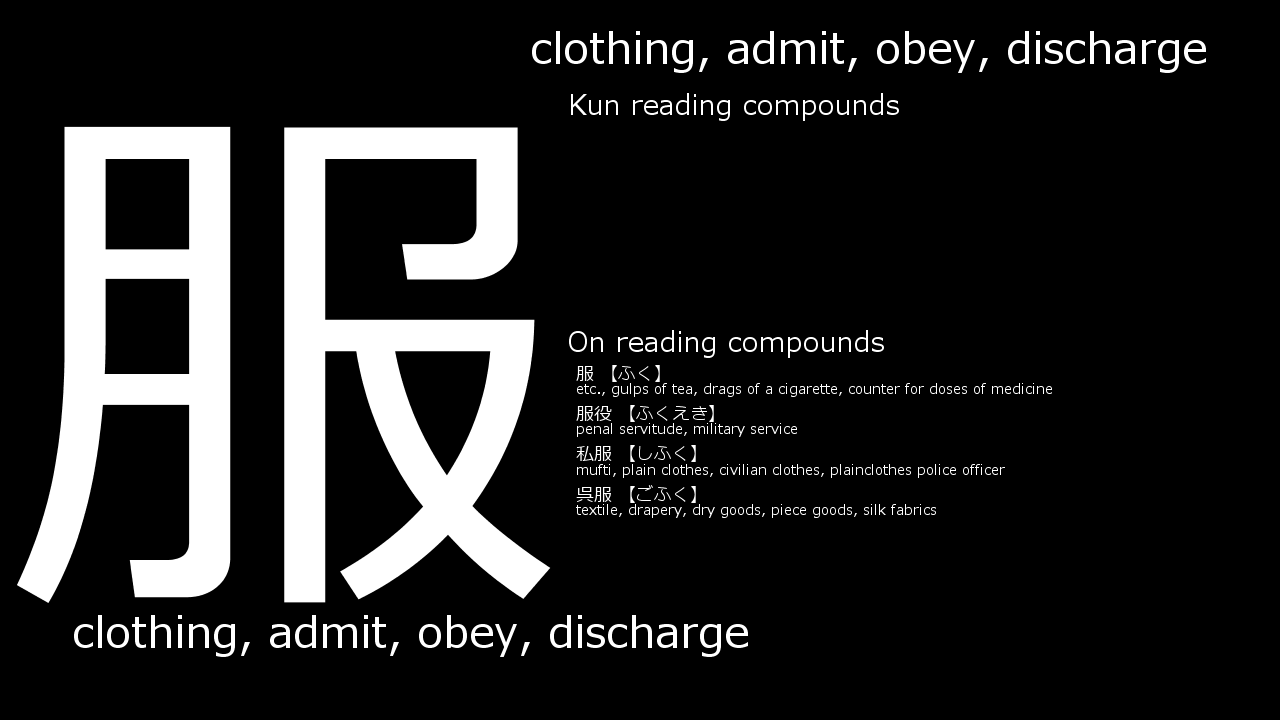 clothing, admit, obey, discharge
Kun reading compounds
服
On reading compounds
服 【ふく】
etc., gulps of tea, drags of a cigarette, counter for doses of medicine
服役 【ふくえき】
penal servitude, military service
私服 【しふく】
mufti, plain clothes, civilian clothes, plainclothes police officer
呉服 【ごふく】
textile, drapery, dry goods, piece goods, silk fabrics
clothing, admit, obey, discharge